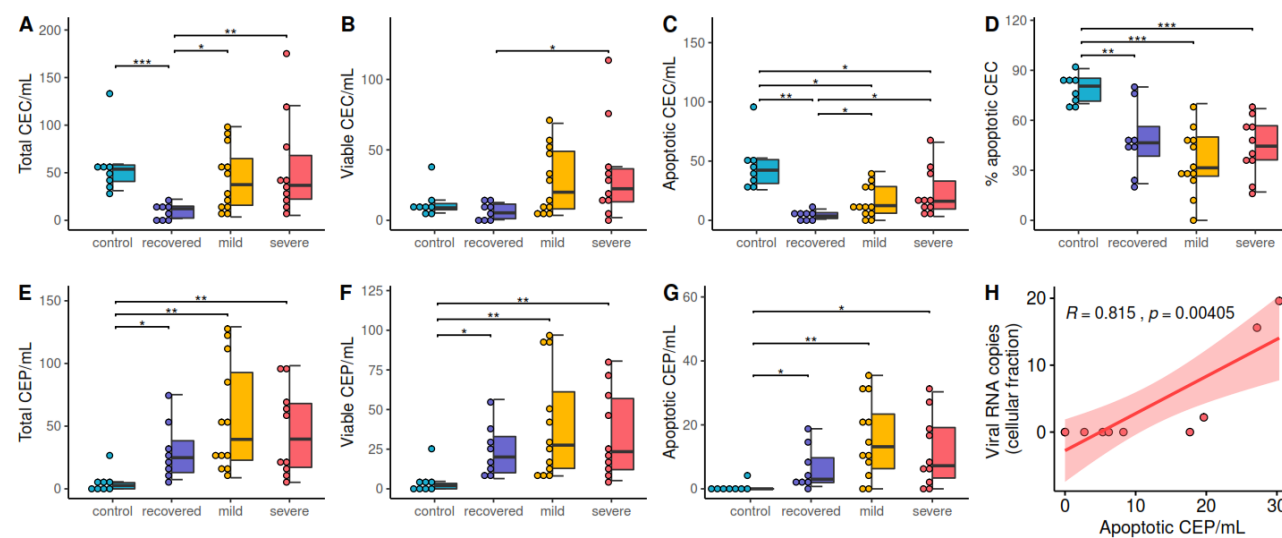 A
Total CEC/mL
200
150
100
50
0
***
*
**
control recovered mild severe
B
Viable CEC/mL
100
50
0
*
control recovered mild severe
C
Apoptotic CEC/mL
150
100
50
0
*
*
** *
*
control recovered mild severe
D
% apoptotic CEC
120
90
60
30
0
***
***
**
control recovered mild severe
E
Total CEP/mL
150
100
50
0
**
**
*
control recovered mild severe
F
Viable CEP/mL
125
100
75
50
25
0
**
**
*
control recovered mild severe
G
Apoptotic CEP/mL
60
40
20
0
*
**
*
control recovered mild severe
H
Viral RNA copies
(cellular fraction)
20
10
0
R = 0.815 , p = 0.00405
0 10 20 30
Apoptotic CEP/mL